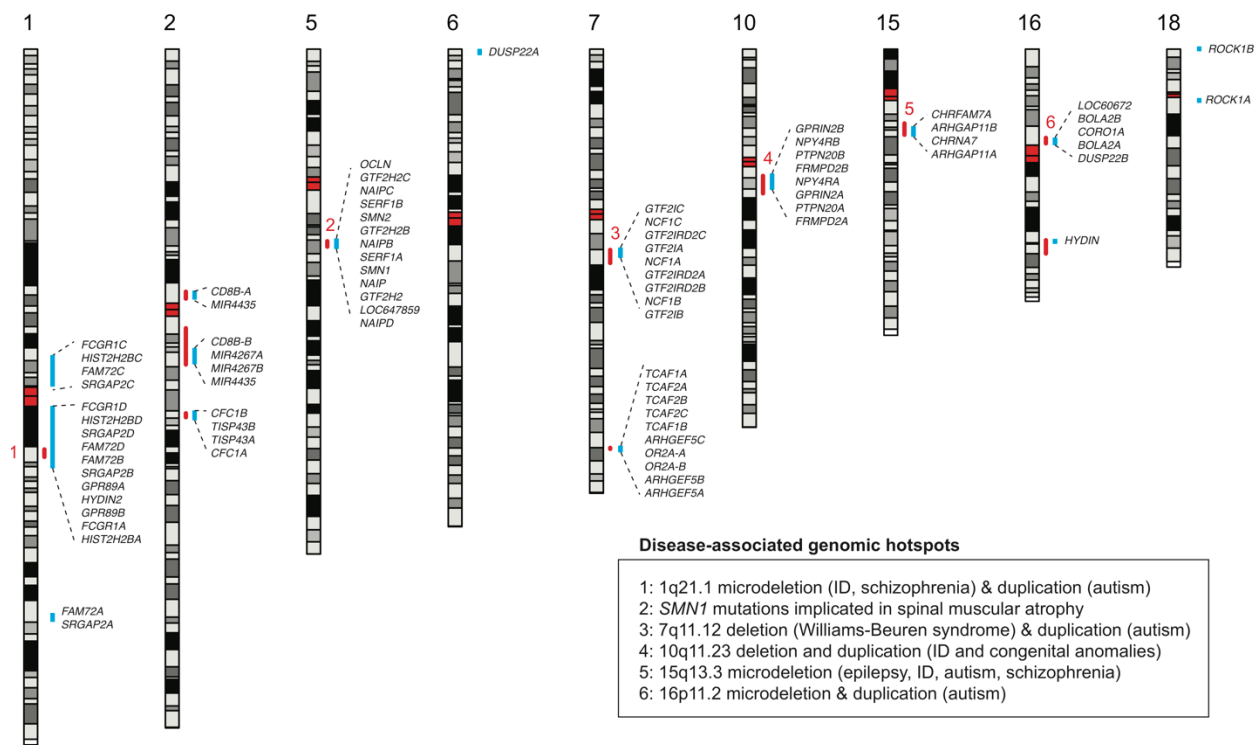 1
2
5
6
7
10
15
16
18
FCGR1C
HIST2H2BC
FAM72C
SRGAP2C
1
FCGR1D
HIST2H2BD
SRGAP2D
FAM72D
FAM72B
SRGAP2B
GPR89A
HYDIN2
GPR89B
FCGR1A
HIST2H2BA
FAM72A
SRGAP2A
CD8B-A
MIR4435
CD8B-B
MIR4267A
MIR4267B
MIR4435
CFC1B
TISP43B
TISP43A
CFC1A
2
OCLN
GTF2H2C
NAIPC
SERF1B
SMN2
GTF2H2B
NAIPB
SERF1A
SMN1
NAIP
GTF2H2
LOC647859
NAIPD
DUSP22A
3
GTF2IC
NCF1C
GTF2IRD2C
GTF2IA
NCF1A
GTF2IRD2A
GTF2IRD2B
NCF1B
GTF2IB
TCAF1A
TCAF2A
TCAF2B
TCAF2C
TCAF1B
ARHGEF5C
OR2A-A
OR2A-B
ARHGEF5B
ARHGEF5A
4
GPRIN2B
NPY4RB
PTPN20B
FRMPD2B
NPY4RA
GPRIN2A
PTPN20A
FRMPD2A
5
CHRFAM7A
ARHGAP11B
CHRNA7
ARHGAP11A
6
LOC60672
BOLA2B
CORO1A
BOLA2A
DUSP22B
HYDIN
ROCK1B
ROCK1A
Disease-associated genomic hotspots
1: 1q21.1 microdeletion (ID, schizophrenia) & duplication (autism)
2: SMN1 mutations implicated in spinal muscular atrophy
3: 7q11.12 deletion (Williams-Beuren syndrome) & duplication (autism)
4: 10q11.23 deletion and duplication (ID and congenital anomalies)
5: 15q13.3 microdeletion (epilepsy, ID, autism, schizophrenia)
6: 16p11.2 microdeletion & duplication (autism)